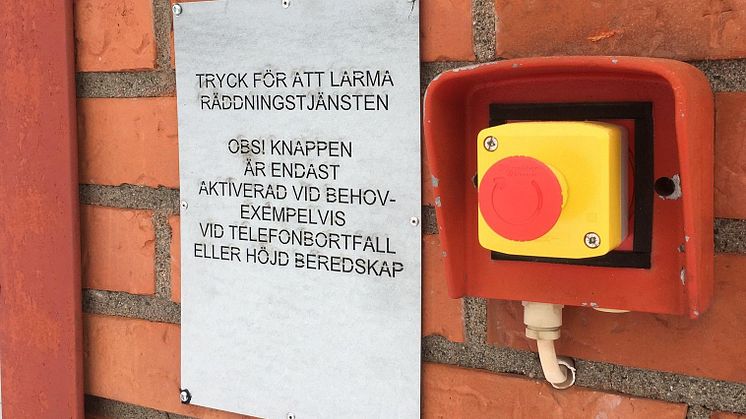 TRYCK FÖR ATT LARMA
RÄDDNINGSTJÄNSTEN
OBS! KNAPPEN
ÄR ENDAST
AKTIVERAD VID BEHOV-
EXEMPELVIS
VID TELEFONBORTFALL
ELLER HÖJD BEREDSKAP